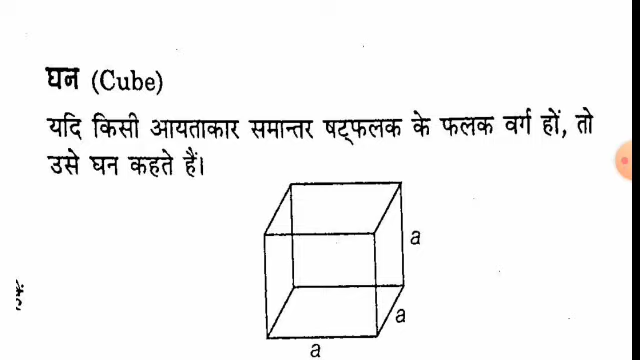 घन (Cube)
यदि किसी आयताकार समान्तर षट्फलक के फलक वर्ग हों, तो
उसे घन कहते हैं।
a
a
a